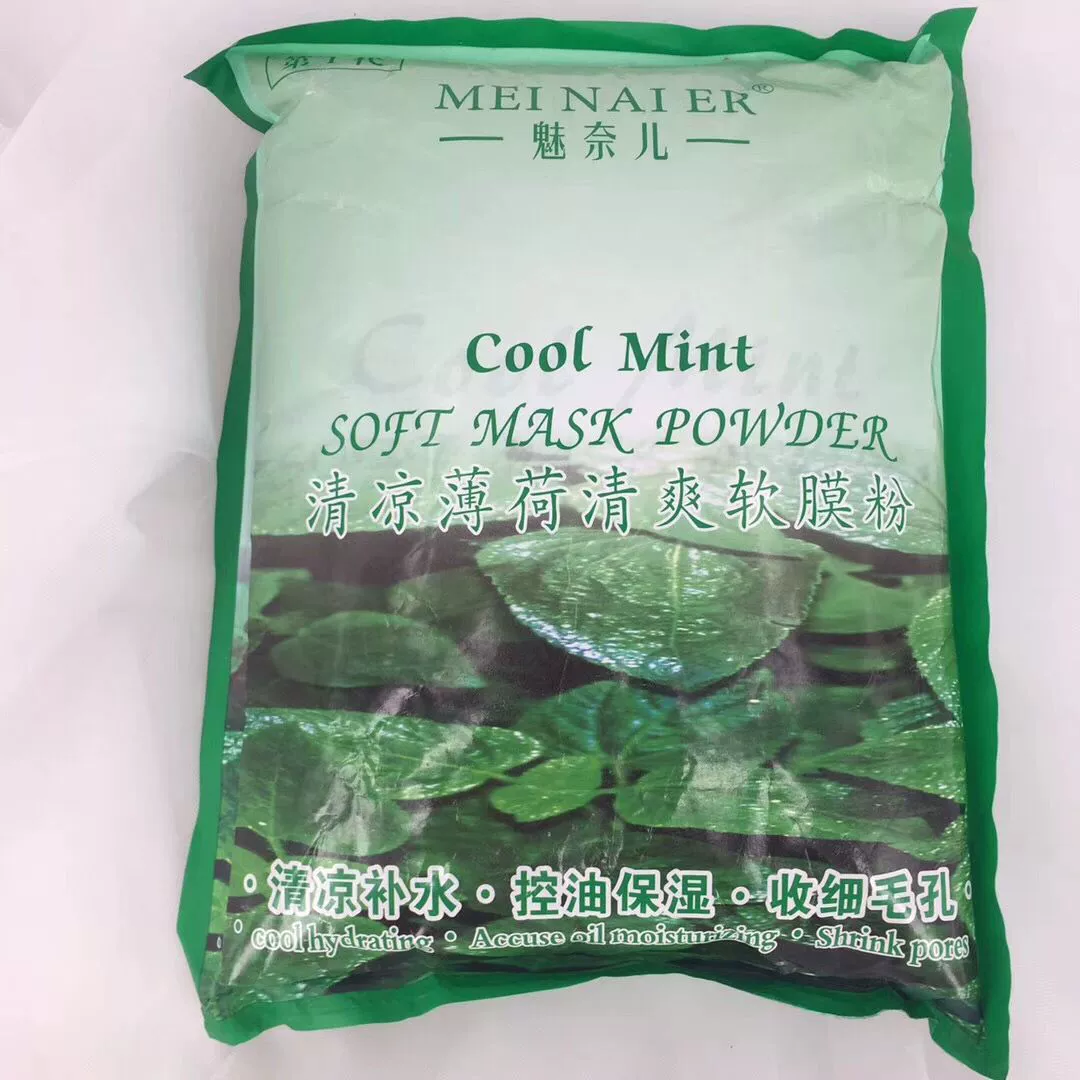 MEI NAI ER®
魅奈儿
Cool Mint
SOFT MASK POWDER
清凉薄荷清爽软膜粉
· 清凉补水 · 控油保湿 · 收细毛孔 ·
· cool hydrating · Accuse oil moisturizing · Shrink pores